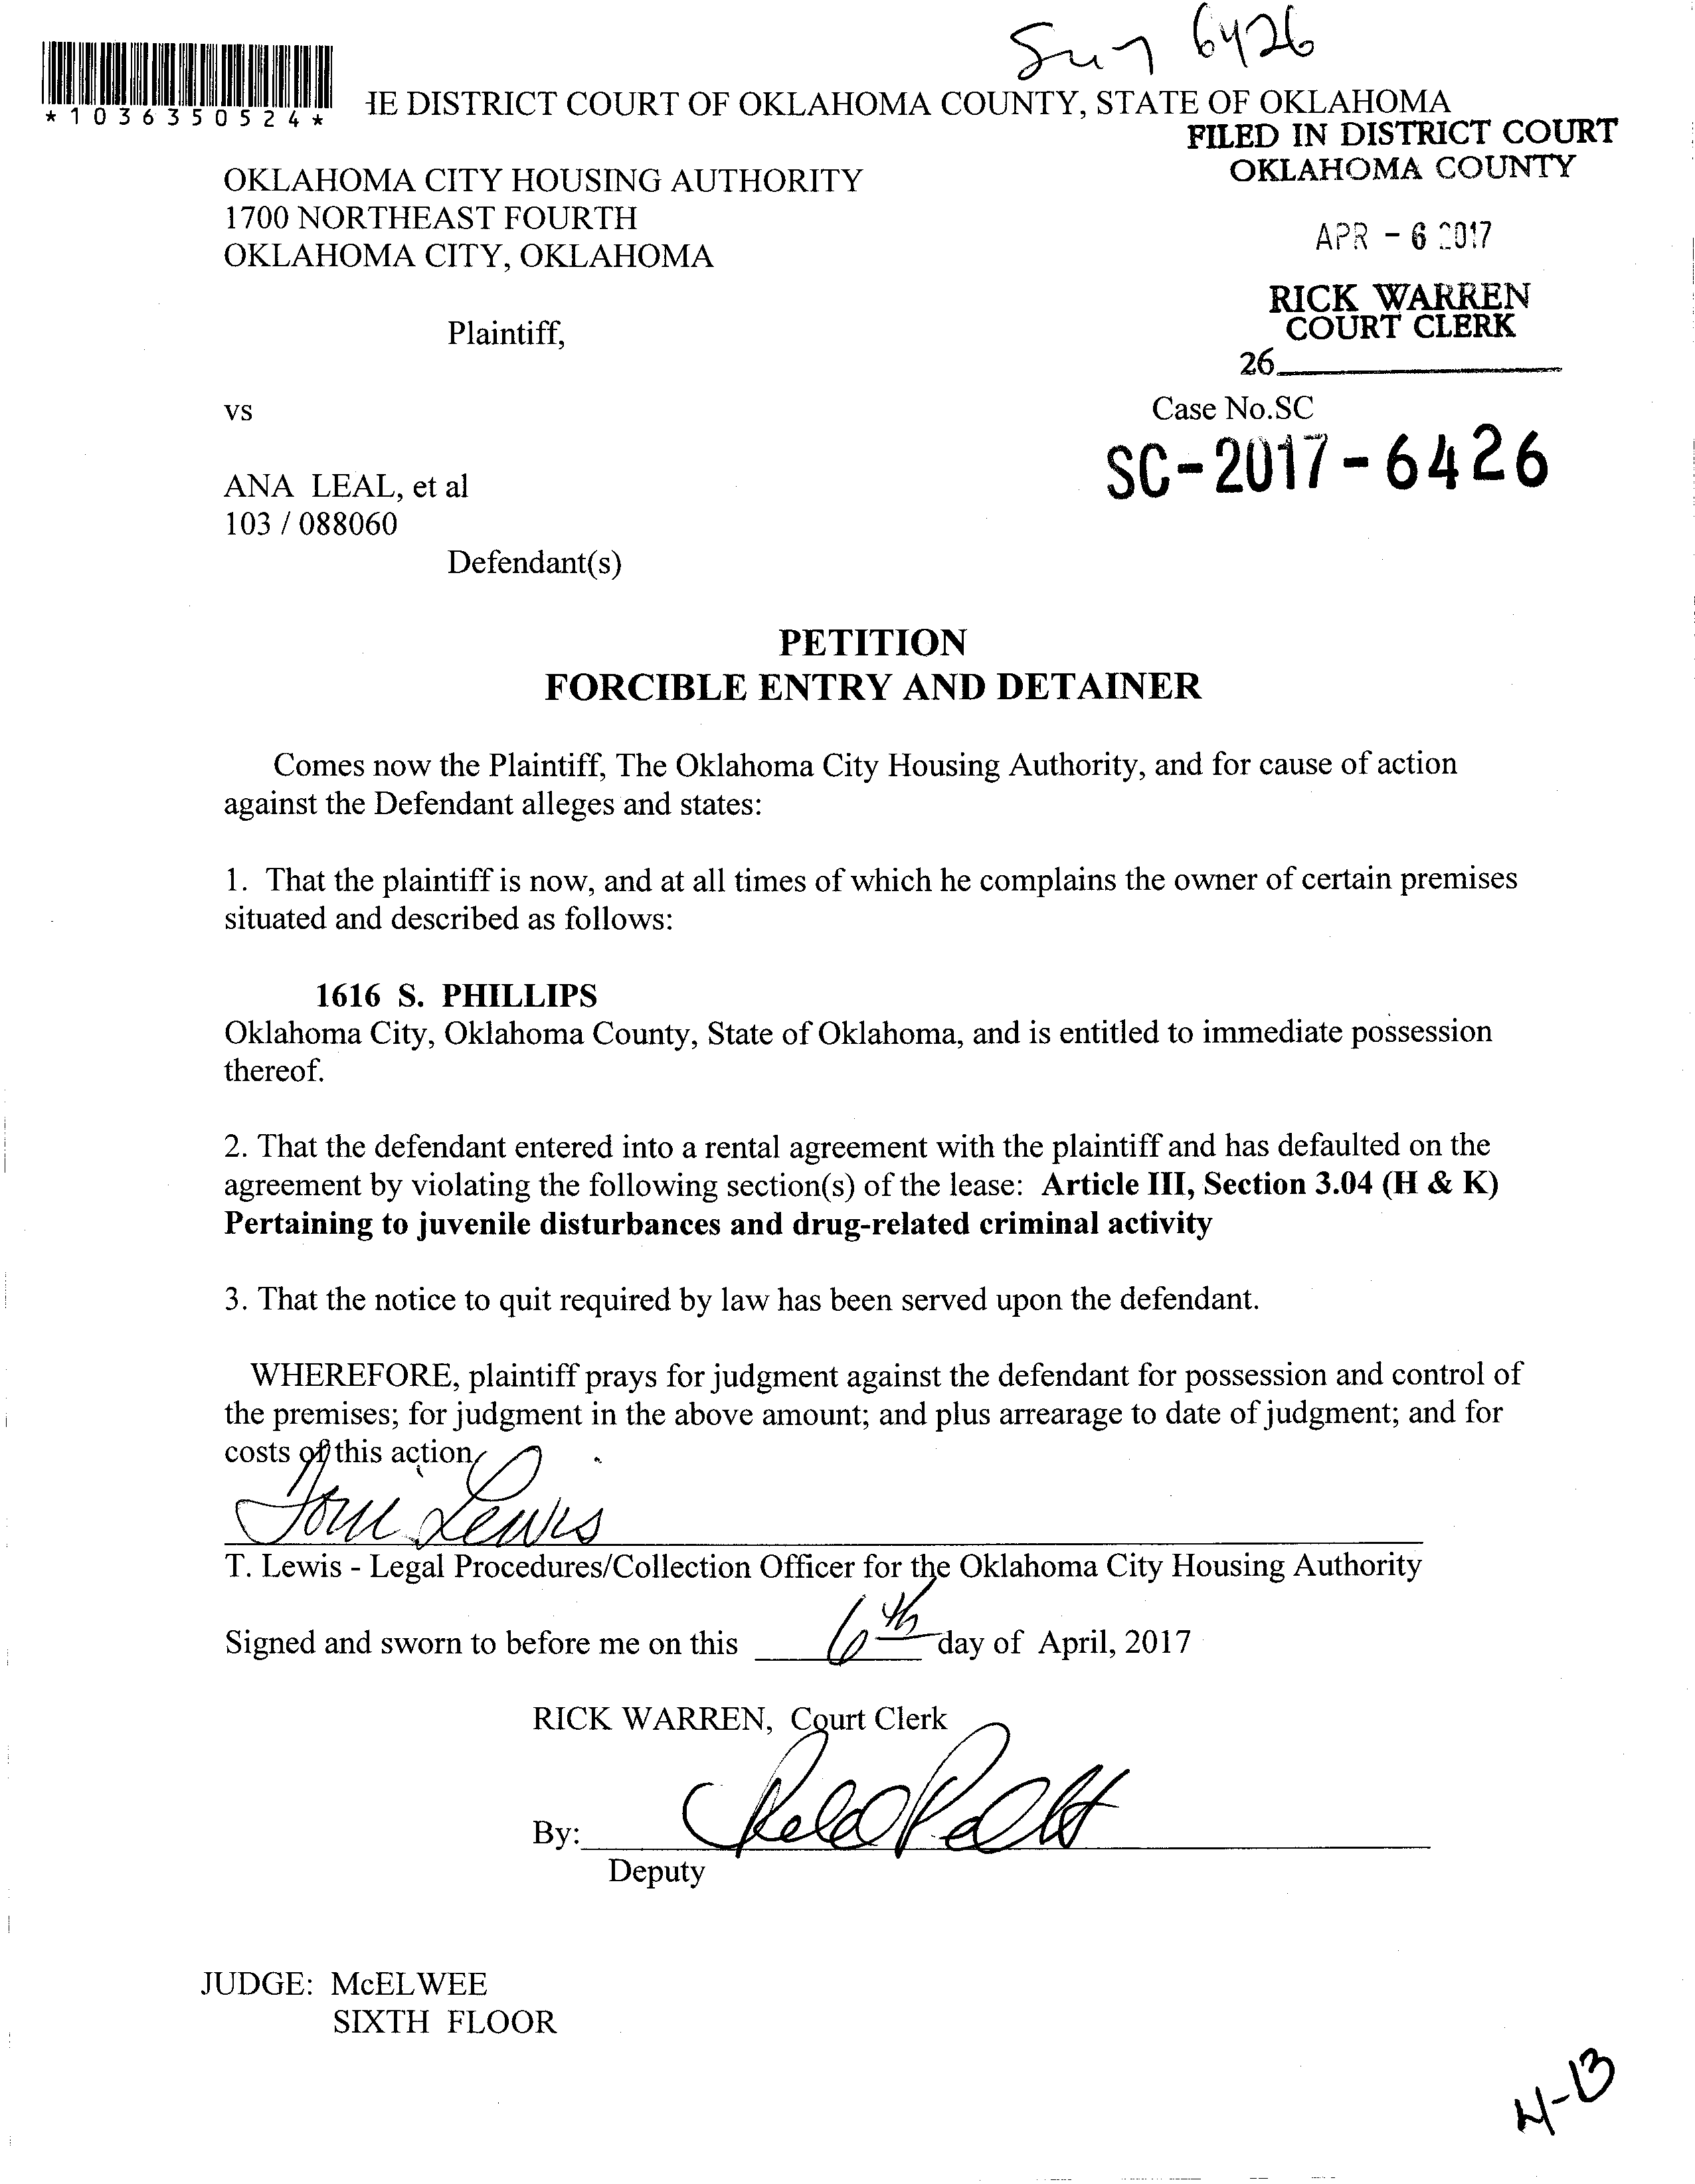 6426
*1036350524*
HE DISTRICT COURT OF OKLAHOMA COUNTY, STATE OF OKLAHOMA
FILED IN DISTRICT COURT
OKLAHOMA COUNTY
OKLAHOMA CITY HOUSING AUTHORITY
1700 NORTHEAST FOURTH
OKLAHOMA CITY, OKLAHOMA
APR - 6 2017
RICK WARREN
COURT CLERK
Plaintiff,
26
vs
Case No.SC
SC-2017-6426
ANA LEAL, et al
103 / 088060
Defendant(s)
PETITION
FORCIBLE ENTRY AND DETAINER
Comes now the Plaintiff, The Oklahoma City Housing Authority, and for cause of action
against the Defendant alleges and states:
1. That the plaintiff is now, and at all times of which he complains the owner of certain premises
situated and described as follows:
1616 S. PHILLIPS
Oklahoma City, Oklahoma County, State of Oklahoma, and is entitled to immediate possession
thereof.
2. That the defendant entered into a rental agreement with the plaintiff and has defaulted on the
agreement by violating the following section(s) of the lease: Article III, Section 3.04 (H & K)
Pertaining to juvenile disturbances and drug-related criminal activity
3. That the notice to quit required by law has been served upon the defendant.
WHEREFORE, plaintiff prays for judgment against the defendant for possession and control of
the premises; for judgment in the above amount; and plus arrearage to date of judgment; and for
costs of this action.
Lewis
T. Lewis - Legal Procedures/Collection Officer for the Oklahoma City Housing Authority
Signed and sworn to before me on this 6th day of April, 2017
RICK WARREN, Court Clerk
By:
Deputy
JUDGE: McELWEE
SIXTH FLOOR
4-13